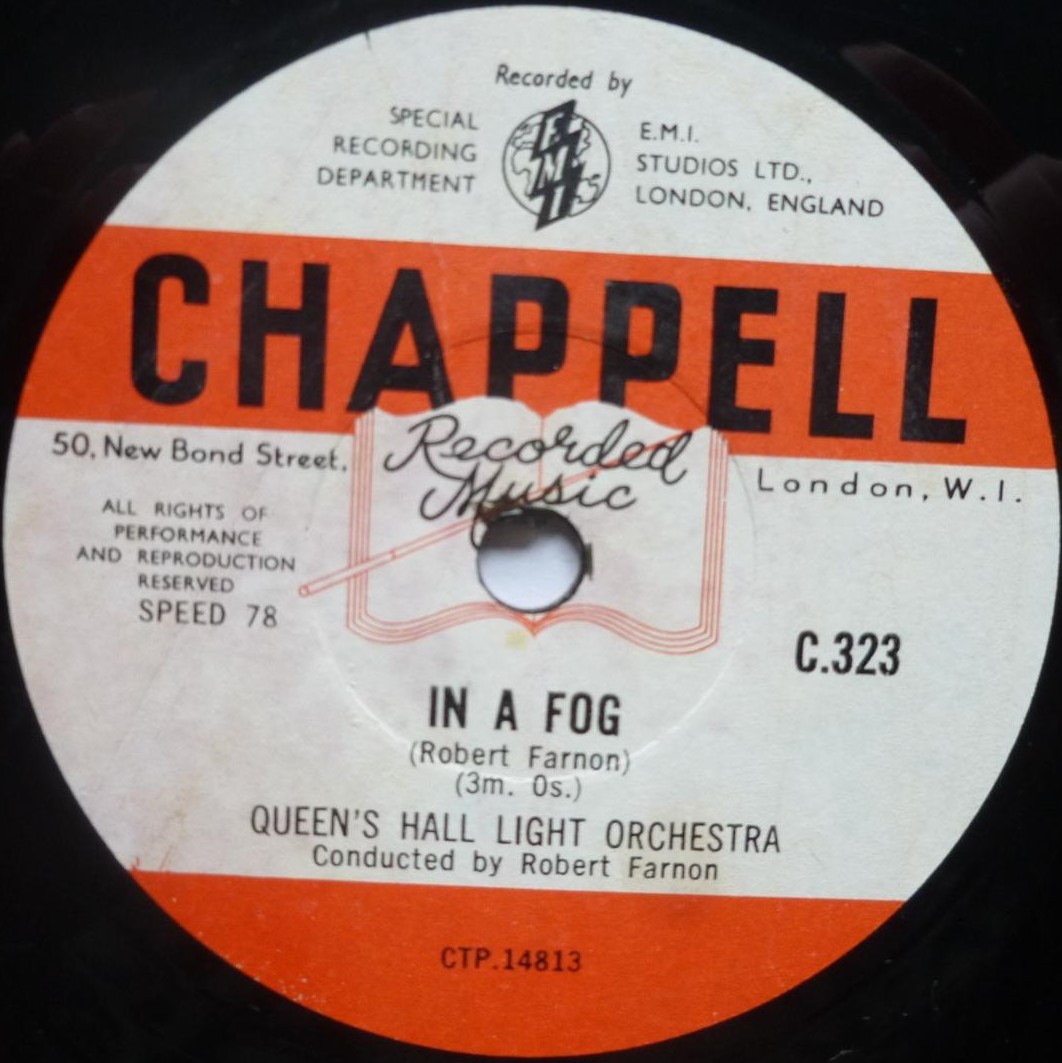 Recorded by
SPECIAL
RECORDING
DEPARTMENT
EMI
E.M.I.
STUDIOS LTD.,
LONDON, ENGLAND
CHAPPELL
Recorded
Music
50, New Bond Street,
London, W.1.
ALL RIGHTS OF
PERFORMANCE
AND REPRODUCTION
RESERVED
SPEED 78
C.323
IN A FOG
(Robert Farnon)
(3m. 0s.)
QUEEN'S HALL LIGHT ORCHESTRA
Conducted by Robert Farnon
CTP.14813